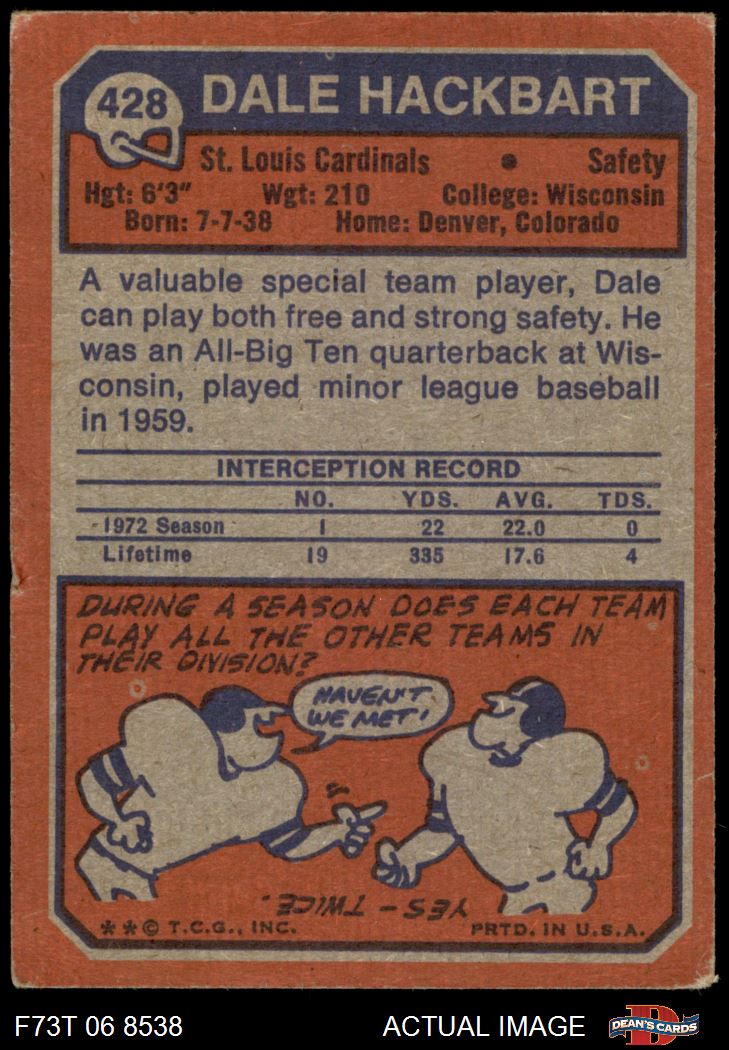 428 DALE HACKBART
St. Louis Cardinals • Safety
Hgt: 6'3" Wgt: 210 College: Wisconsin
Born: 7-7-38 Home: Denver, Colorado
A valuable special team player, Dale
can play both free and strong safety. He
was an All-Big Ten quarterback at Wis-
consin, played minor league baseball
in 1959.
INTERCEPTION RECORD
NO. YDS. AVG. TDS.
1972 Season 1 22 22.0 0
Lifetime 19 335 17.6 4
DURING A SEASON DOES EACH TEAM
PLAY ALL THE OTHER TEAMS IN
THEIR DIVISION?
HAVEN'T
WE MET!
YES - TWICE.
**© T.C.G., INC. PRTD. IN U.S.A.
F73T 06 8538 ACTUAL IMAGE D DEAN'S CARDS